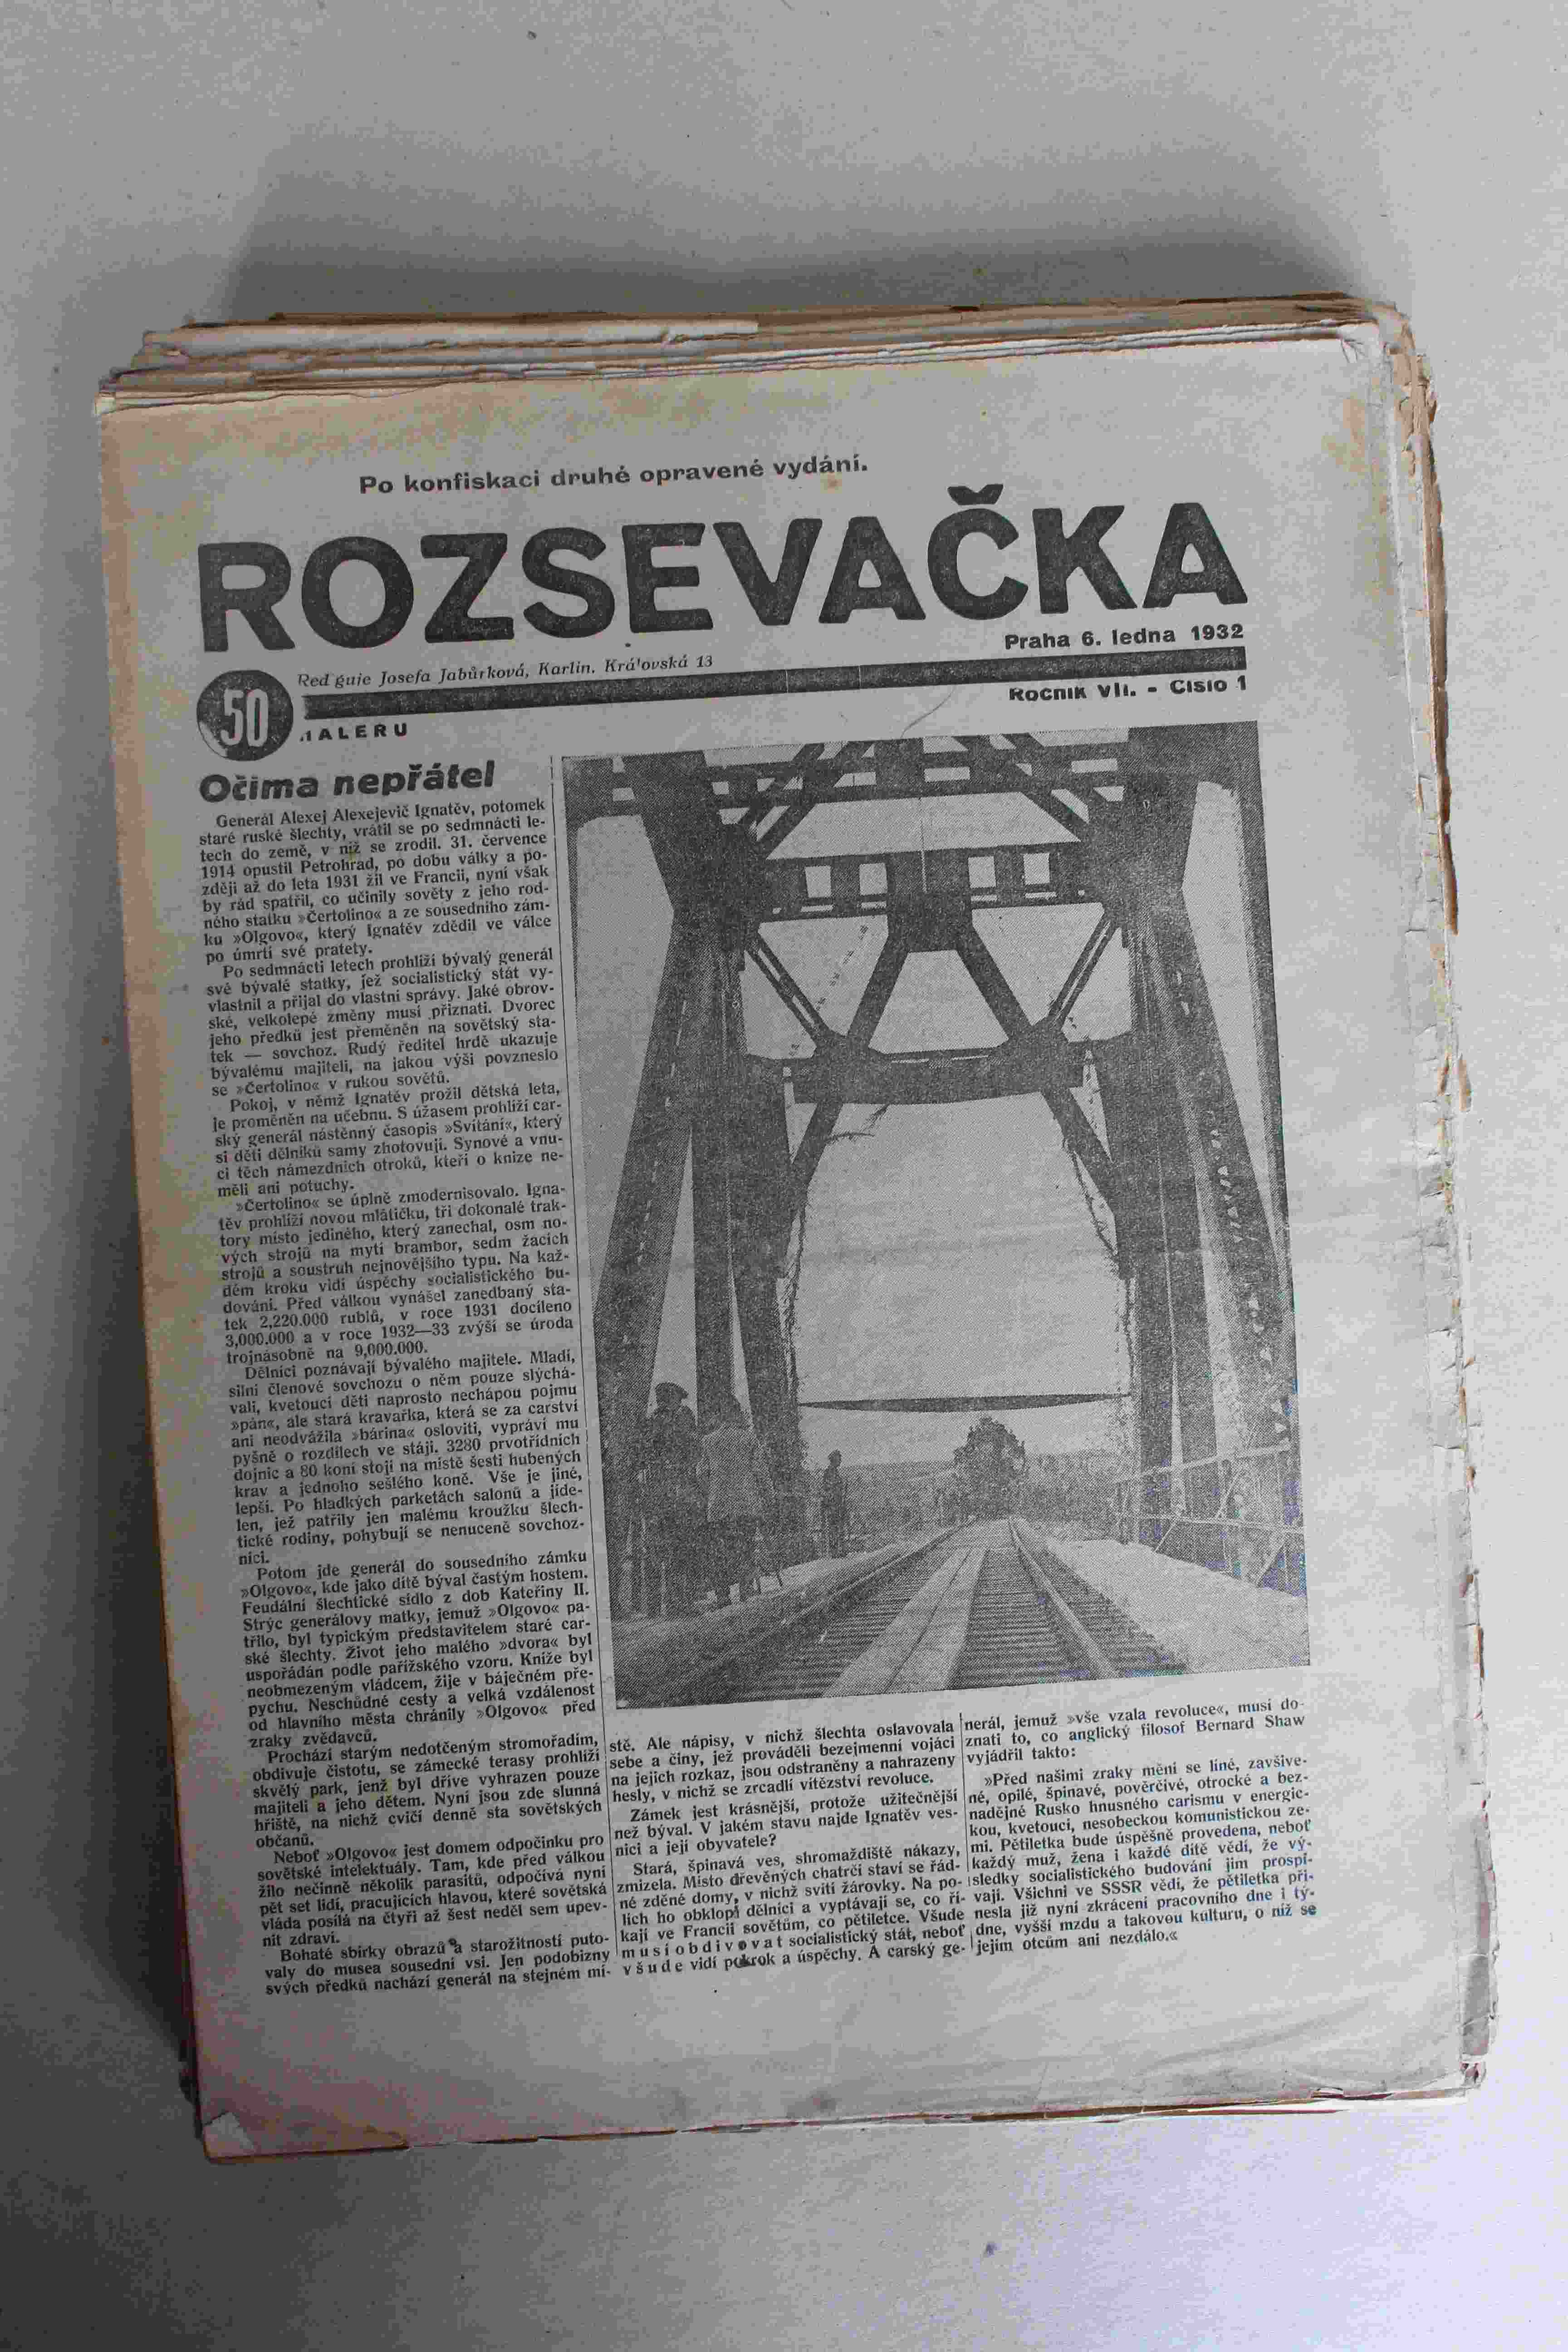 Po konfiskaci druhé opravené vydání.
ROZSEVAČKA
Praha 6. ledna 1932
Red guje Josefa Jabůrková, Karlín. Krá'ovská 13
Ročník VII. - Číslo 1
50
HALÉŘŮ
Očima nepřátel
Generál Alexej Alexejevič Ignatěv, potomek
staré ruské šlechty, vrátil se po sedmnácti le-
tech do země, v níž se zrodil. 31. července
1914 opustil Petrohrad, po dobu války a po-
zději až do leta 1931 žil ve Francii, nyní však
by rád spatřil, co učinily sověty z jeho rod-
ného statku »Čertolino« a ze sousedního zám-
ku »Olgovo«, který Ignatěv zdědil ve válce
po úmrtí své pratety.
Po sedmnácti letech prohlíží bývalý generál
své bývalé statky, jež socialistický stát vy-
vlastnil a přijal do vlastní správy. Jaké obrov-
ské, velkolepé změny musí přiznati. Dvorec
jeho předků jest přeměněn na sovětský sta-
tek — sovchoz. Rudý ředitel hrdě ukazuje
bývalému majiteli, na jakou výši povzneslo
se »Čertolino« v rukou sovětů.
Pokoj, v němž Ignatěv prožil dětská leta,
je proměněn na učebnu. S úžasem prohlíží car-
ský generál nástěnný časopis »Svítání«, který
si děti dělníků samy zhotovují. Synové a vnu-
ci těch námezdních otroků, kteří o knize ne-
měli ani potuchy.
»Čertolino« se úplně zmodernisovalo. Igna-
těv prohlíží novou mlátičku, tři dokonalé trak-
tory místo jediného, který zanechal, osm no-
vých strojů na mytí brambor, sedm žacích
strojů a soustruh nejnovějšího typu. Na kaž-
dém kroku vidí úspěchy socialistického bu-
dování. Před válkou vynášel zanedbaný sta-
tek 2,220.000 rublů, v roce 1931 docíleno
3,000.000 a v roce 1932—33 zvýší se úroda
trojnásobně na 9,000.000.
Dělníci poznávají bývalého majitele. Mladí,
silní členové sovchozu o něm pouze slýchá-
vali, kvetoucí děti naprosto nechápou pojmu
»pán«, ale stará kravařka, která se za carství
ani neodvážila »bárina« osloviti, vypráví mu
pyšně o rozdílech ve stáji. 3280 prvotřídních
dojnic a 80 koní stojí na místě šesti hubených
krav a jednoho sešlého koně. Vše je jiné,
lepší. Po hladkých parketách salonů a jíde-
len, jež patřily jen malému kroužku šlech-
tické rodiny, pohybují se nenuceně sovchoz-
níci.
Potom jde generál do sousedního zámku
»Olgovo«, kde jako dítě býval častým hostem.
Feudální šlechtické sídlo z dob Kateřiny II.
Strýc generálovy matky, jemuž »Olgovo« pa-
třilo, byl typickým představitelem staré car-
ské šlechty. Život jeho malého »dvora« byl
uspořádán podle pařížského vzoru. Kníže byl
neobmezeným vládcem, žije v báječném pře-
pychu. Neschůdné cesty a velká vzdálenost
od hlavního města chránily »Olgovo« před
zraky zvědavců.
Prochází starým nedotčeným stromořadím,
obdivuje čistotu, se zámecké terasy prohlíží
skvělý park, jenž byl dříve vyhrazen pouze
majiteli a jeho dětem. Nyní jsou zde slunná
hřiště, na nichž cvičí denně sta sovětských
občanů.
Neboť »Olgovo« jest domem odpočinku pro
sovětské intelektuály. Tam, kde před válkou
žilo nečinně několik parasitů, odpočívá nyní
pět set lidí, pracujících hlavou, které sovětská
vláda posílá na čtyři až šest neděl sem upev-
nit zdraví.
Bohaté sbírky obrazů a starožitností puto-
valy do musea sousední vsi. Jen podobizny
svých předků nachází generál na stejném mí-
stě. Ale nápisy, v nichž šlechta oslavovala
sebe a činy, jež prováděli bezejmenní vojáci
na jejich rozkaz, jsou odstraněny a nahrazeny
hesly, v nichž se zrcadlí vítězství revoluce.
Zámek jest krásnější, protože užitečnější
než býval. V jakém stavu najde Ignatěv ves-
nici a její obyvatele?
Stará, špinavá ves, shromaždiště nákazy,
zmizela. Místo dřevěných chatrčí staví se řád-
né zděné domy, v nichž svítí žárovky. Na po-
lích ho obklopí dělníci a vyptávají se, co ří-
kají ve Francii sovětům, co pětiletce. Všude
musí obdivovat socialistický stát, neboť
všude vidí pokrok a úspěchy. A carský ge-
nerál, jemuž »vše vzala revoluce«, musí do-
znati to, co anglický filosof Bernard Shaw
vyjádřil takto:
»Před našimi zraky mění se líné, zavšive-
né, opilé, špinavé, pověrčivé, otrocké a bez-
nadějné Rusko hnusného carismu v energic-
kou, kvetoucí, nesobeckou komunistickou ze-
mi. Pětiletka bude úspěšně provedena, neboť
každý muž, žena i každé dítě vědí, že vý-
sledky socialistického budování jim prospí-
vají. Všichni ve SSSR vědí, že pětiletka při-
nesla již nyní zkrácení pracovního dne i tý-
dne, vyšší mzdu a takovou kulturu, o níž se
jejím otcům ani nezdálo.«